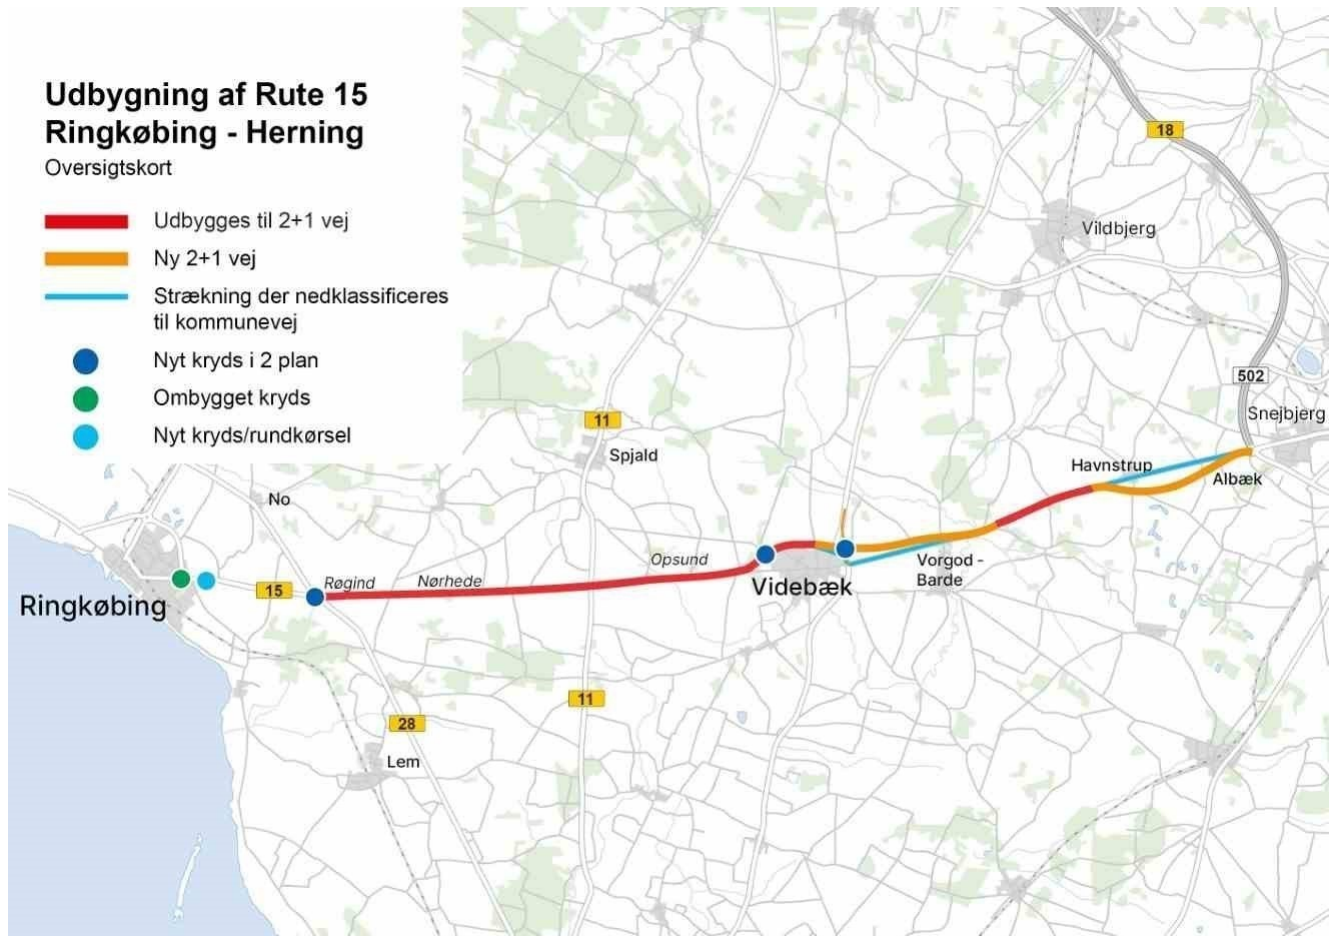 Udbygning af Rute 15
Ringkøbing - Herning
Oversigtskort
Udbygges til 2+1 vej
Ny 2+1 vej
Strækning der nedklassificeres
til kommunevej
Nyt kryds i 2 plan
Ombygget kryds
Nyt kryds/rundkørsel
18
Vildbjerg
502
Snejbjerg
11
Spjald
Havnstrup
Albæk
No
Opsund
Vorgod -
Barde
Røgind
Nørhede
Videbæk
15
Ringkøbing
11
28
Lem